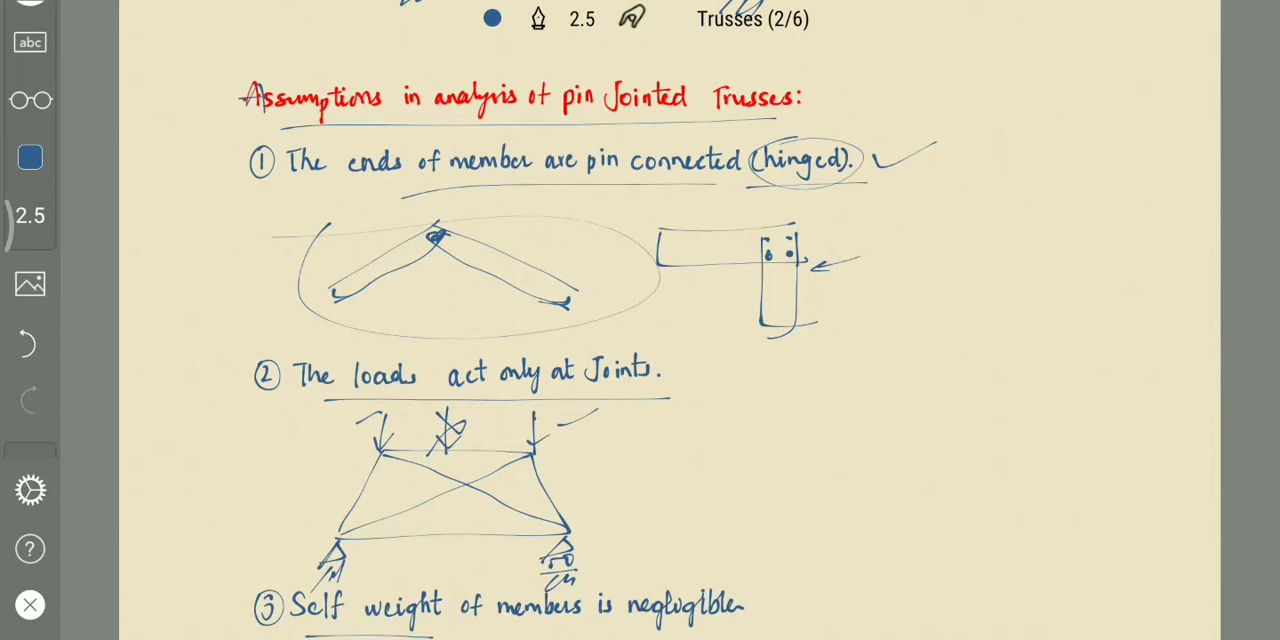 abc
2.5
Trusses (2/6)
Assumptions in analysis of pin Jointed Trusses:
① The ends of member are pin connected (hinged).
2.5
② The loads act only at Joints.
③ Self weight of members is neglugible
?